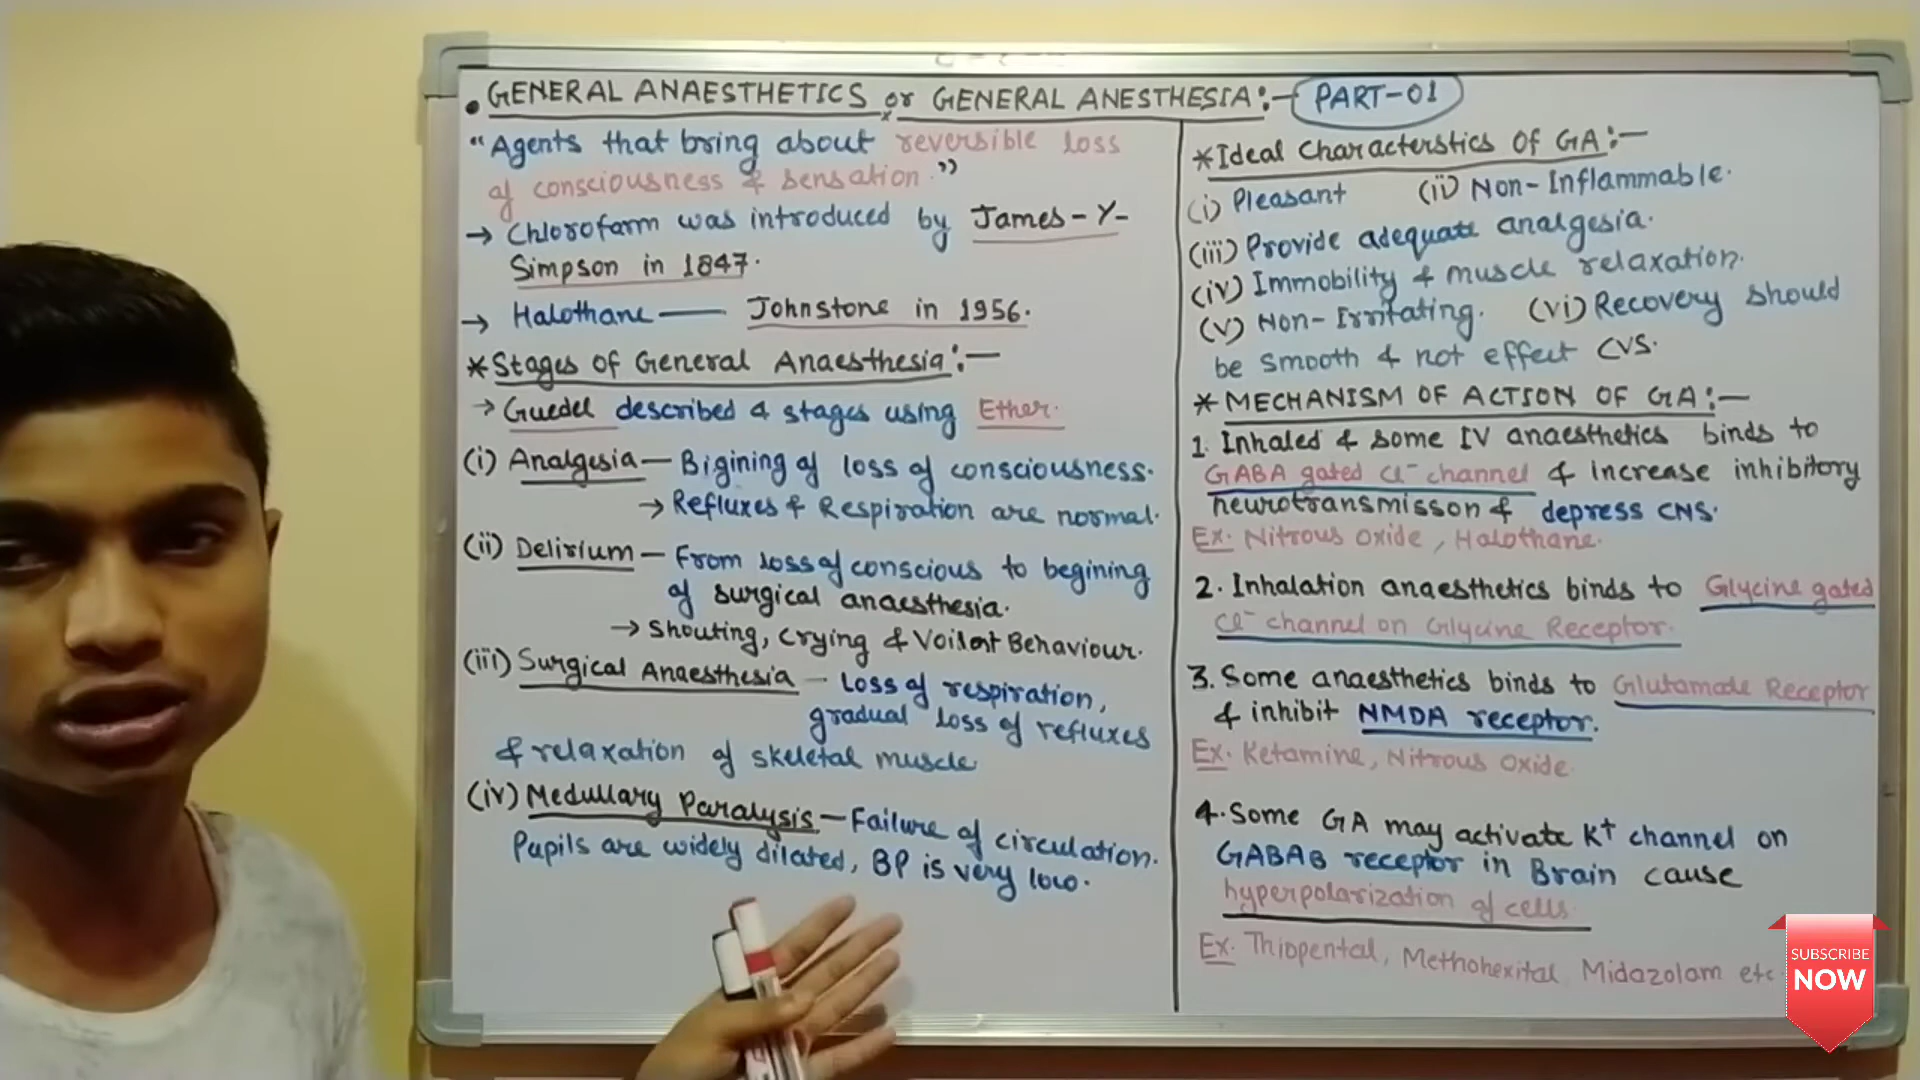 • GENERAL ANAESTHETICS or GENERAL ANESTHESIA:- PART-01
"Agents that bring about reversible loss
of consciousness & sensation."
→ Chloroform was introduced by James-Y-
Simpson in 1847.
→ Halothane — Johnstone in 1956.
* Stages of General Anaesthesia:-
→ Guedel described 4 stages using Ether.
(i) Analgesia - Bigining of loss of consciousness.
→ Refluxes & Respiration are normal.
(ii) Delirium - From loss of conscious to begining
of surgical anaesthesia.
→ Shouting, Crying & Voilent Behaviour.
(iii) Surgical Anaesthesia - Loss of respiration,
gradual loss of refluxes
& relaxation of skeletal muscle
(iv) Medullary Paralysis - Failure of circulation.
Pupils are widely dilated, BP is very low.
* Ideal Characterstics of GA:-
(i) Pleasant (ii) Non-Inflammable.
(iii) Provide adequate analgesia.
(iv) Immobility & muscle relaxation.
(v) Non-Irritating. (vi) Recovery should
be smooth & not effect CVS.
* MECHANISM OF ACTION OF GA:-
1. Inhaled & some IV anaesthetics binds to
GABA gated Cl⁻ channel & increase inhibitory
neurotransmisson & depress CNS.
Ex. Nitrous Oxide, Halothane.
2. Inhalation anaesthetics binds to Glycine gated
Cl⁻ channel on Glycine Receptor.
3. Some anaesthetics binds to Glutamate Receptor
& inhibit NMDA receptor.
Ex. Ketamine, Nitrous Oxide.
4. Some GA may activate K⁺ channel on
GABAB receptor in Brain cause
hyperpolarization of cells.
Ex. Thiopental, Methohexital, Midazolam etc
SUBSCRIBE
NOW